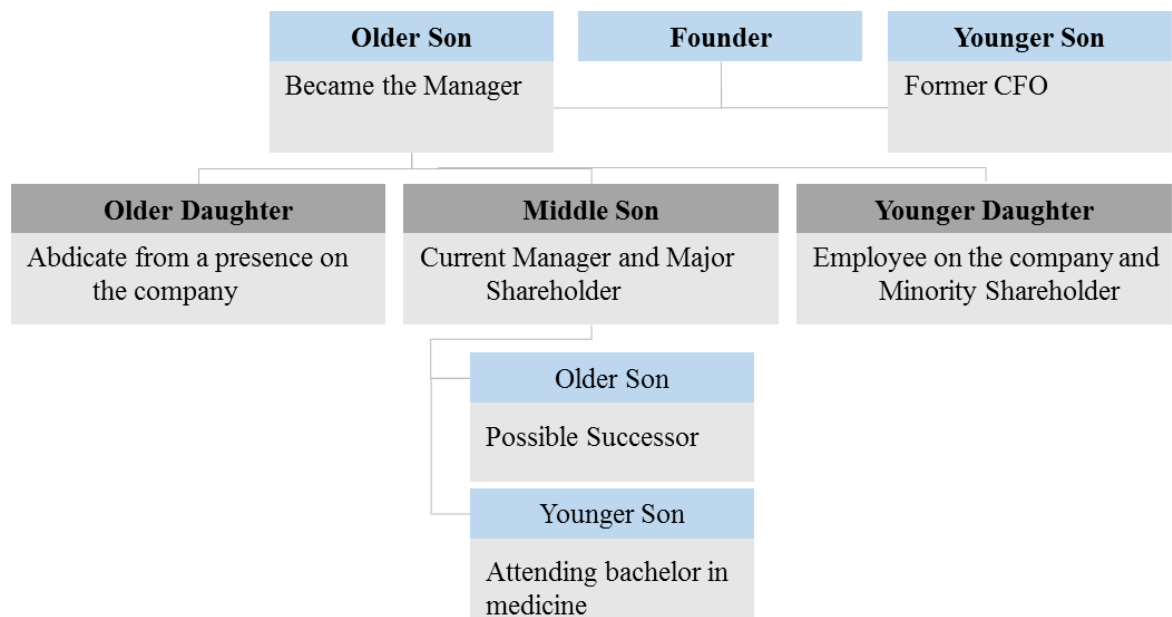 Older Son
Became the Manager
Founder
Younger Son
Former CFO
Older Daughter
Abdicate from a presence on
the company
Middle Son
Current Manager and Major
Shareholder
Younger Daughter
Employee on the company and
Minority Shareholder
Older Son
Possible Successor
Younger Son
Attending bachelor in
medicine